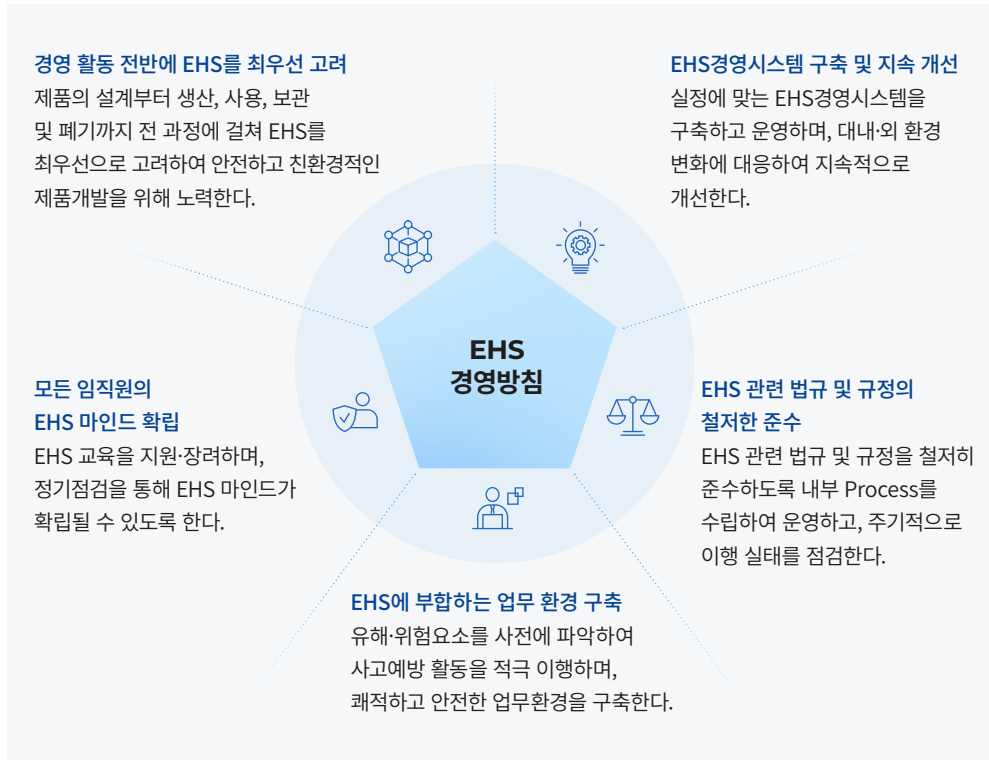 경영 활동 전반에 EHS를 최우선 고려
제품의 설계부터 생산, 사용, 보관
및 폐기까지 전 과정에 걸쳐 EHS를
최우선으로 고려하여 안전하고 친환경적인
제품개발을 위해 노력한다.
EHS경영시스템 구축 및 지속 개선
실정에 맞는 EHS경영시스템을
구축하고 운영하며, 대내·외 환경
변화에 대응하여 지속적으로
개선한다.
EHS
경영방침
모든 임직원의
EHS 마인드 확립
EHS 교육을 지원·장려하며,
정기점검을 통해 EHS 마인드가
확립될 수 있도록 한다.
EHS 관련 법규 및 규정의
철저한 준수
EHS 관련 법규 및 규정을 철저히
준수하도록 내부 Process를
수립하여 운영하고, 주기적으로
이행 실태를 점검한다.
EHS에 부합하는 업무 환경 구축
유해·위험요소를 사전에 파악하여
사고예방 활동을 적극 이행하며,
쾌적하고 안전한 업무환경을 구축한다.